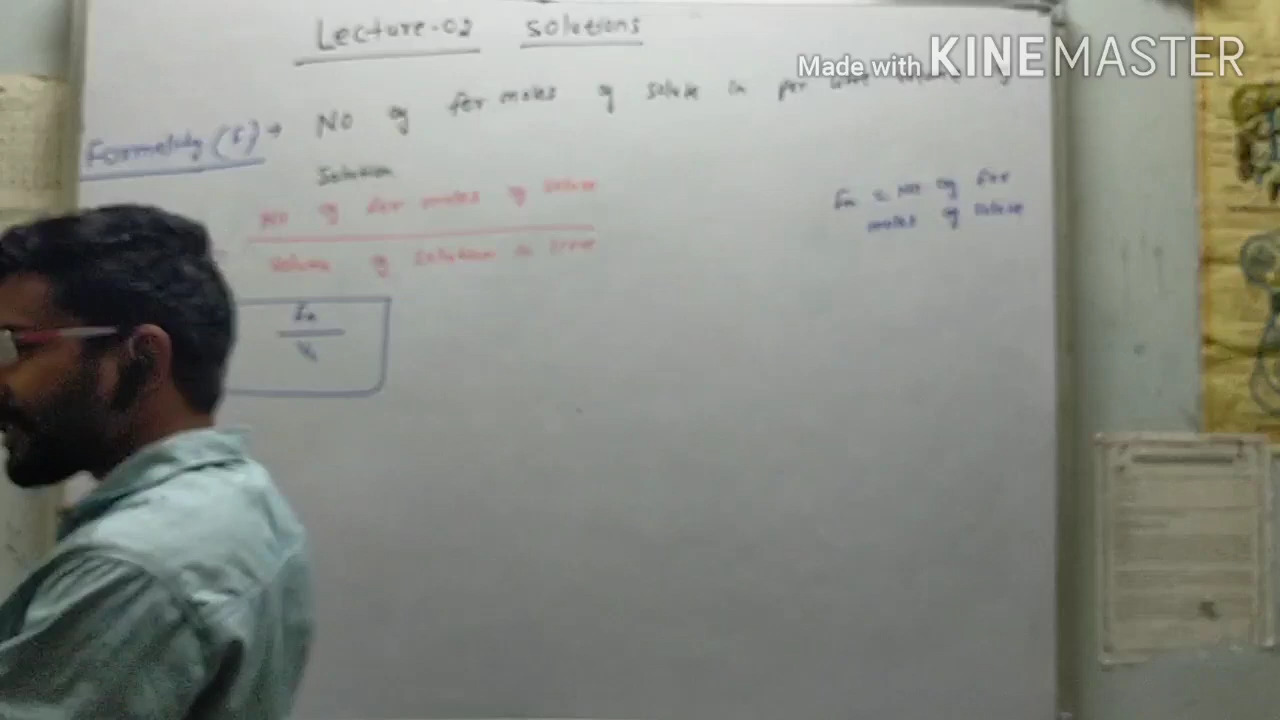 Lecture-02 Solutions
Made with KINEMASTER
Formelity (F) → NO of for moles of solute in per
Solution
No of for moles of solute
volume of solution in litre
Fn = NO of for
moles of solute
Fn